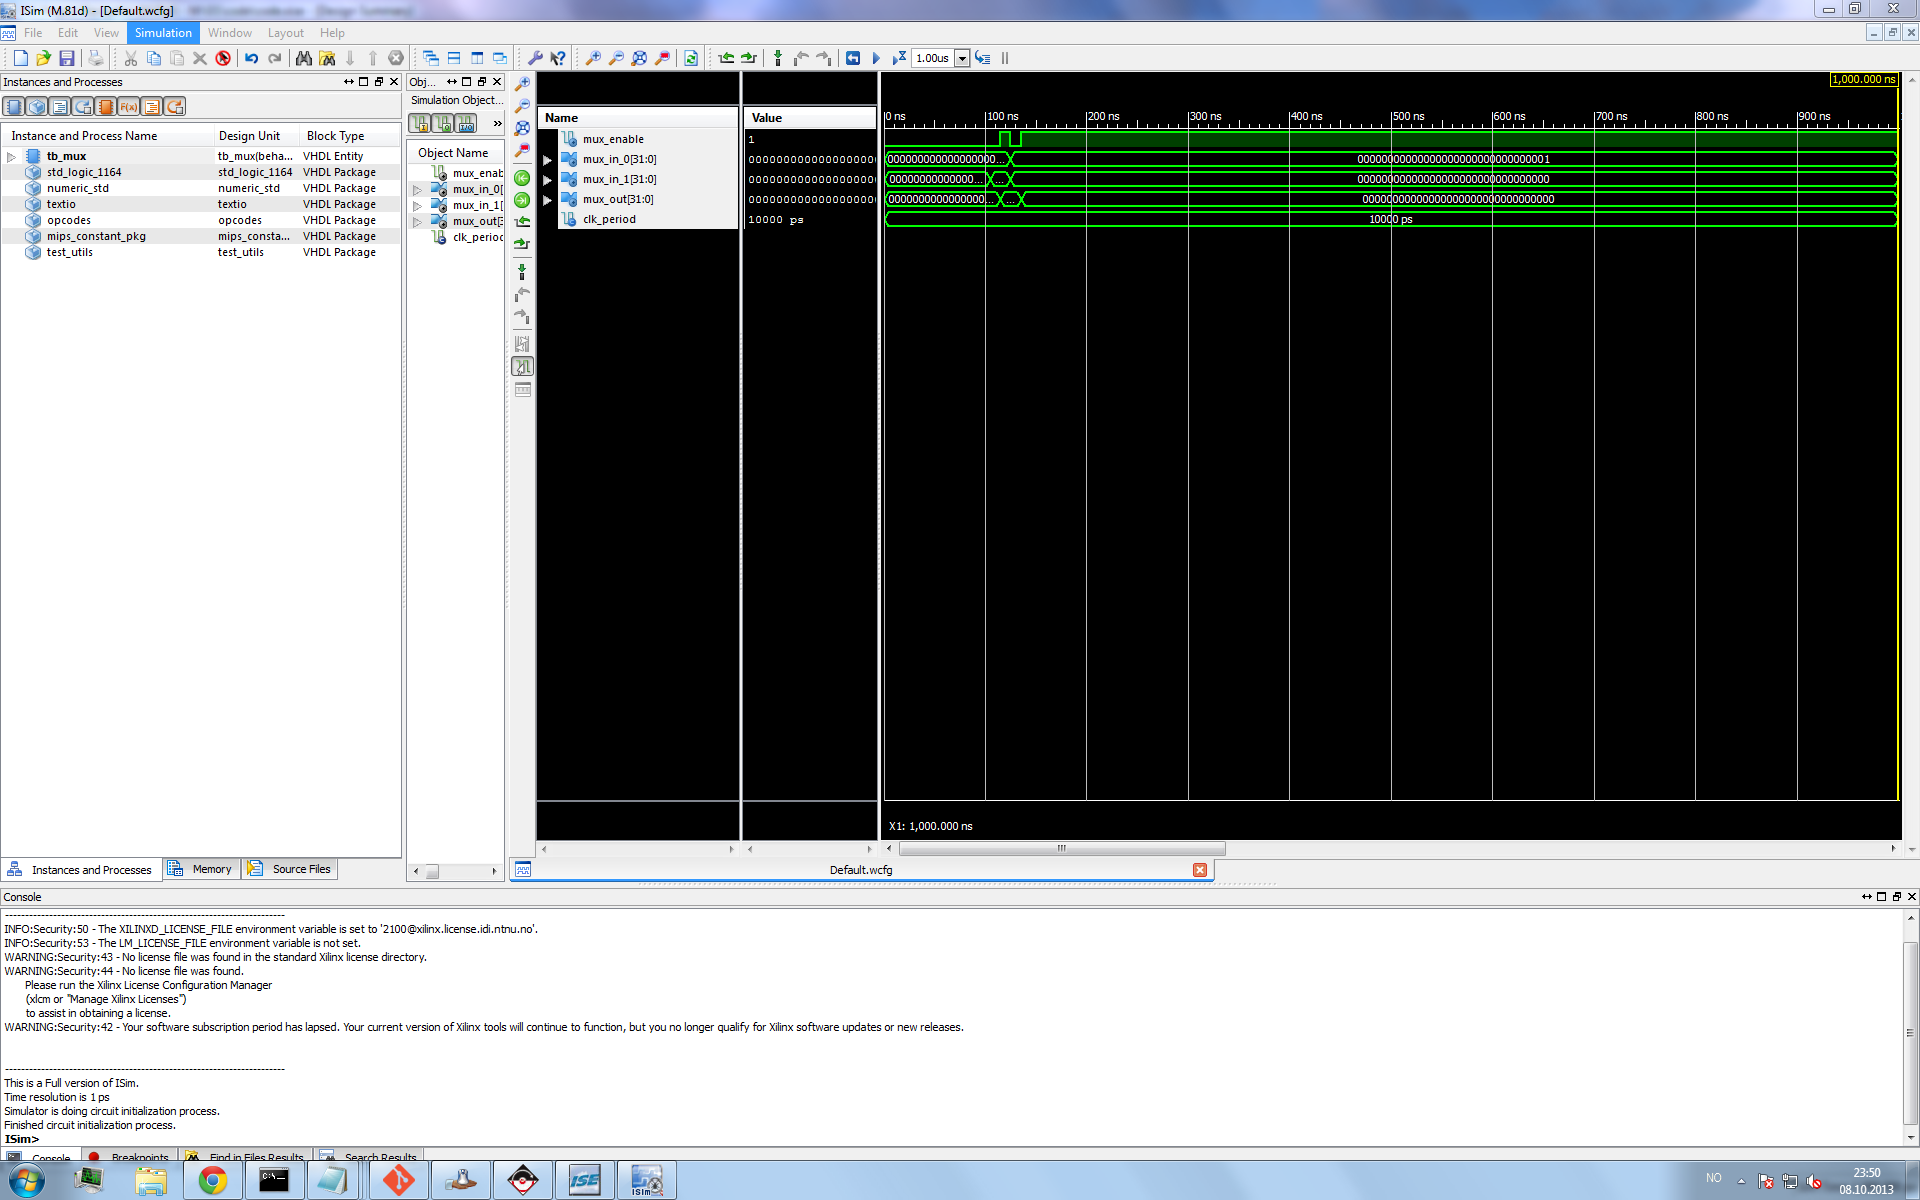 ISim (M.81d) - [Default.wcfg]
File Edit View Simulation Window Layout Help
1.00us
Instances and Processes
Instance and Process Name Design Unit Block Type
tb_mux tb_mux(beha... VHDL Entity
std_logic_1164 std_logic_1164 VHDL Package
numeric_std numeric_std VHDL Package
textio textio VHDL Package
opcodes opcodes VHDL Package
mips_constant_pkg mips_consta... VHDL Package
test_utils test_utils VHDL Package
Instances and Processes Memory Source Files
Obj...
Simulation Object...
Object Name
mux_enab
mux_in_0[
mux_in_1[
mux_out[3
clk_period
Name Value
mux_enable 1
mux_in_0[31:0]
mux_in_1[31:0]
mux_out[31:0]
clk_period 10000 ps
1,000.000 ns
0 ns 100 ns 200 ns 300 ns 400 ns 500 ns 600 ns 700 ns 800 ns 900 ns
00000000000000000000000000000001
00000000000000000000000000000000
00000000000000000000000000000000
10000 ps
X1: 1,000.000 ns
Default.wcfg
Console
INFO:Security:50 - The XILINXD_LICENSE_FILE environment variable is set to '2100@xilinx.license.idi.ntnu.no'.
INFO:Security:53 - The LM_LICENSE_FILE environment variable is not set.
WARNING:Security:43 - No license file was found in the standard Xilinx license directory.
WARNING:Security:44 - No license file was found.
Please run the Xilinx License Configuration Manager
(xlcm or "Manage Xilinx Licenses")
to assist in obtaining a license.
WARNING:Security:42 - Your software subscription period has lapsed. Your current version of Xilinx tools will continue to function, but you no longer qualify for Xilinx software updates or new releases.
This is a Full version of ISim.
Time resolution is 1 ps
Simulator is doing circuit initialization process.
Finished circuit initialization process.
ISim>
Console Breakpoints Find in Files Results Search Results
ISE
ISim
NO
23:50
08.10.2013